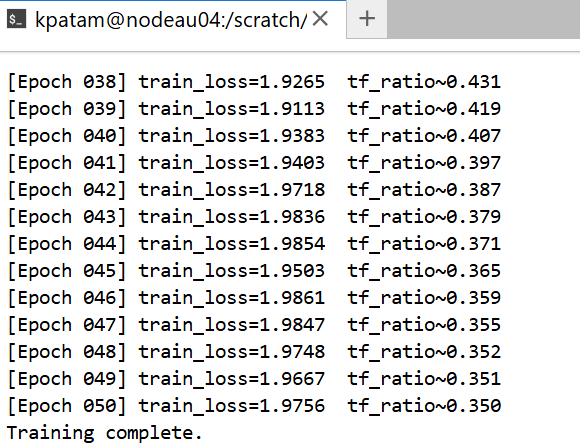 kpatam@nodeau04:/scratch/
[Epoch 038] train_loss=1.9265  tf_ratio~0.431
[Epoch 039] train_loss=1.9113  tf_ratio~0.419
[Epoch 040] train_loss=1.9383  tf_ratio~0.407
[Epoch 041] train_loss=1.9403  tf_ratio~0.397
[Epoch 042] train_loss=1.9718  tf_ratio~0.387
[Epoch 043] train_loss=1.9836  tf_ratio~0.379
[Epoch 044] train_loss=1.9854  tf_ratio~0.371
[Epoch 045] train_loss=1.9503  tf_ratio~0.365
[Epoch 046] train_loss=1.9861  tf_ratio~0.359
[Epoch 047] train_loss=1.9847  tf_ratio~0.355
[Epoch 048] train_loss=1.9748  tf_ratio~0.352
[Epoch 049] train_loss=1.9667  tf_ratio~0.351
[Epoch 050] train_loss=1.9756  tf_ratio~0.350
Training complete.